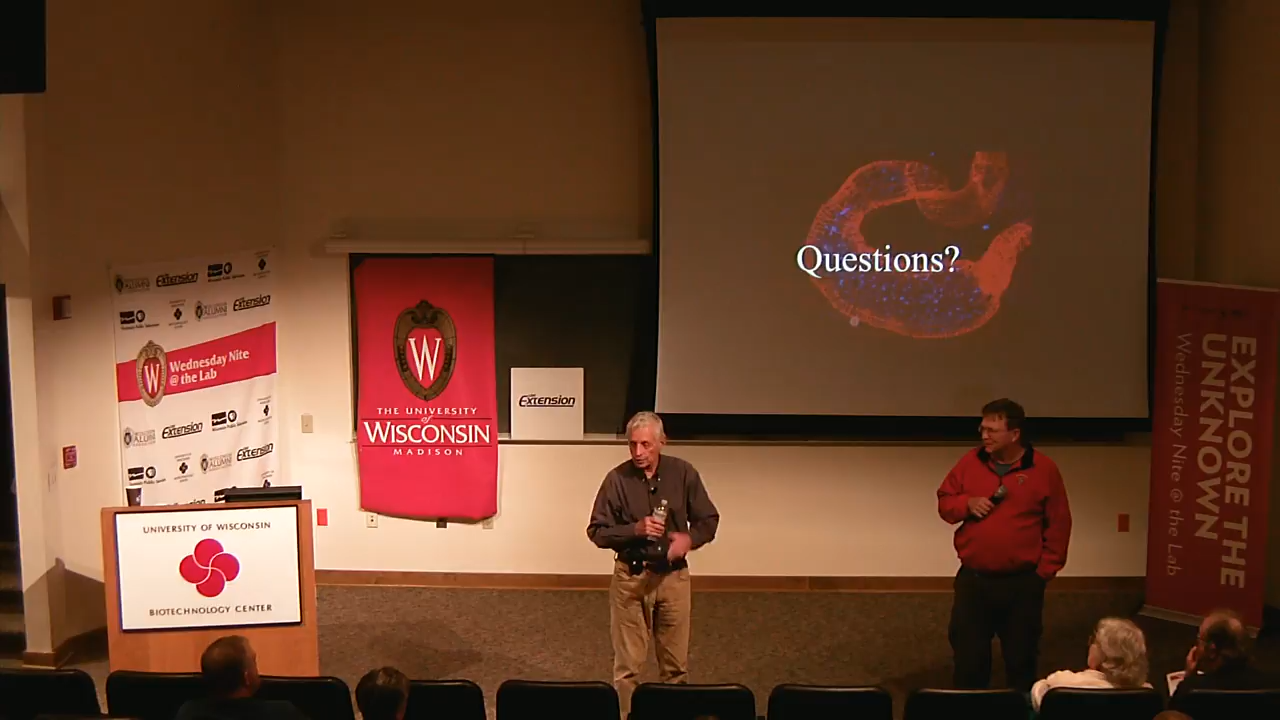 Questions?
Extension
Extension
Wednesday Nite
@ the Lab
Extension
Extension
W
THE UNIVERSITY
of
WISCONSIN
MADISON
Extension
UNIVERSITY OF WISCONSIN
BIOTECHNOLOGY CENTER
EXPLORE THE
UNKNOWN
Wednesday Nite @ the Lab